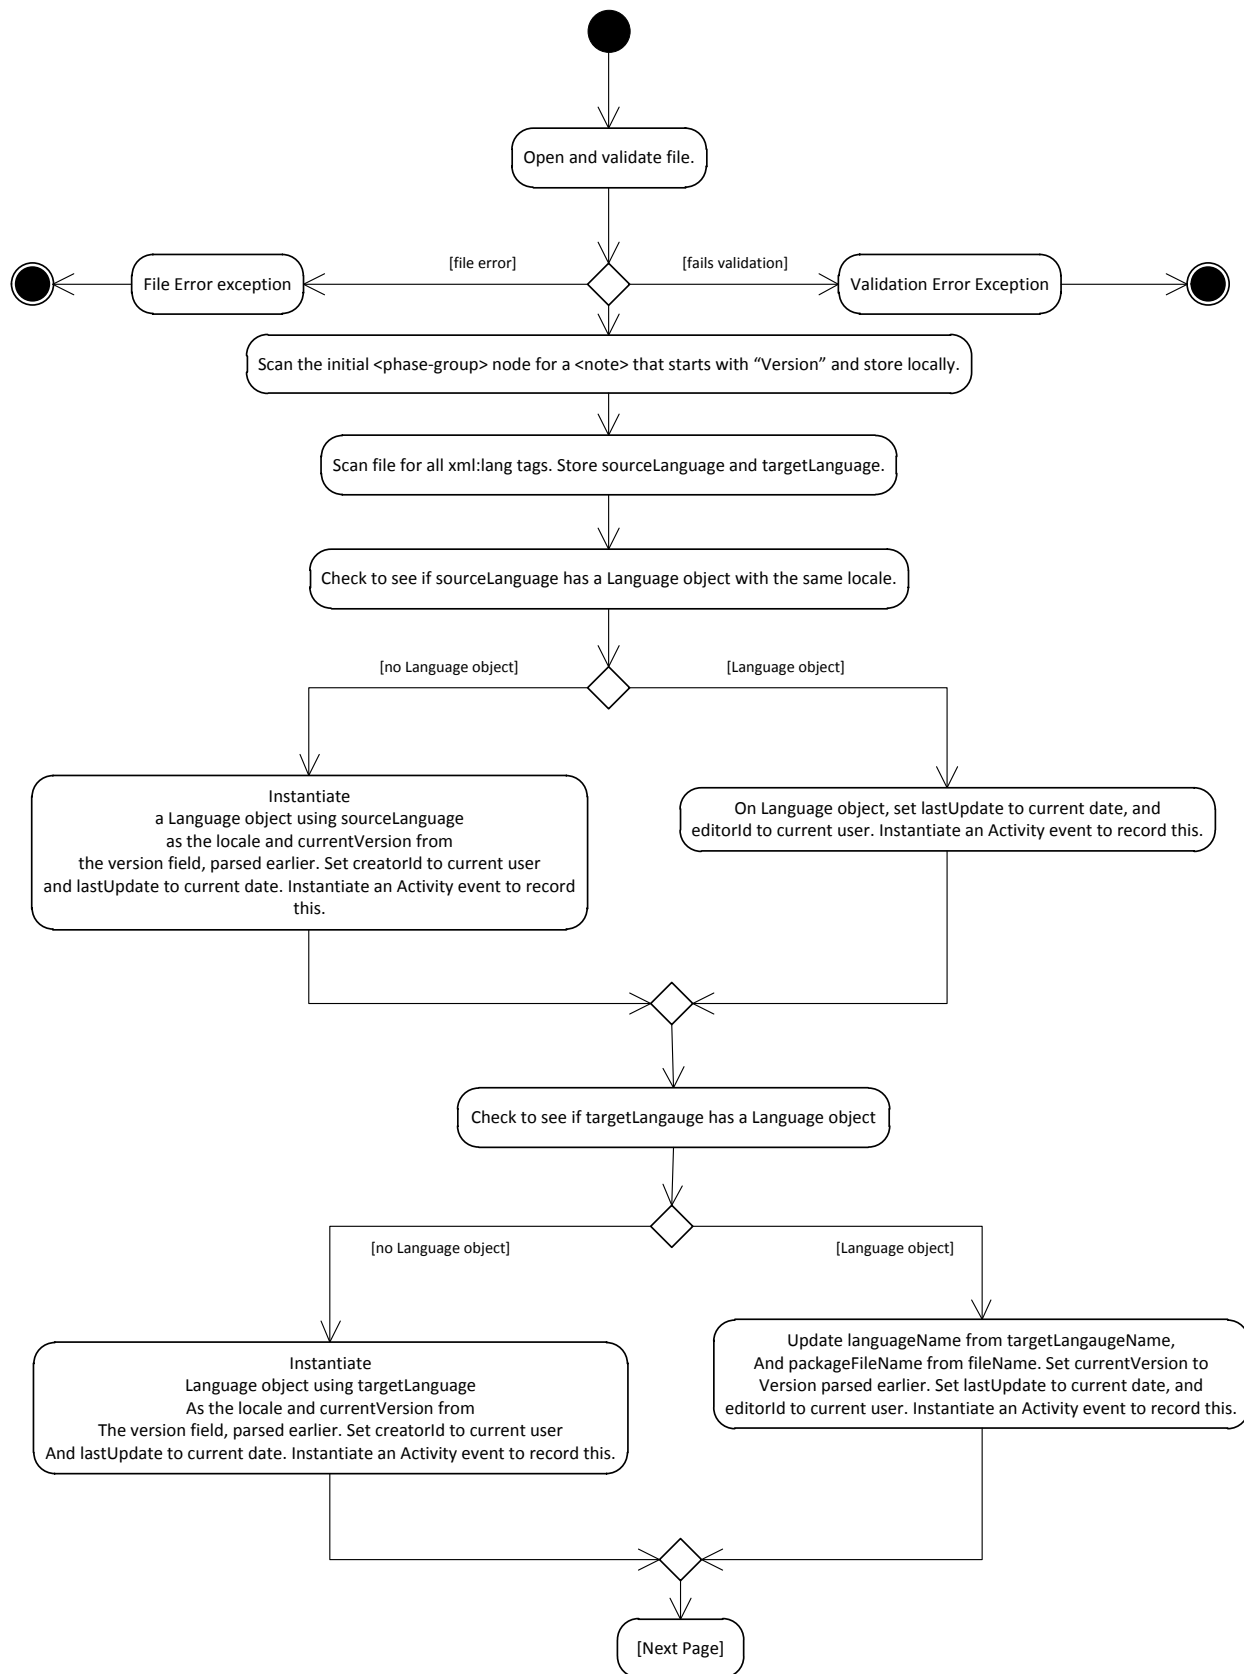 Open and validate file.
[file error]
[fails validation]
File Error exception
Validation Error Exception
Scan the initial <phase-group> node for a <note> that starts with “Version” and store locally.
Scan file for all xml:lang tags. Store sourceLanguage and targetLanguage.
Check to see if sourceLanguage has a Language object with the same locale.
[no Language object]
[Language object]
Instantiate
a Language object using sourceLanguage
as the locale and currentVersion from
the version field, parsed earlier. Set creatorId to current user
and lastUpdate to current date. Instantiate an Activity event to record
this.
On Language object, set lastUpdate to current date, and
editorId to current user. Instantiate an Activity event to record this.
Check to see if targetLangauge has a Language object
[no Language object]
[Language object]
Instantiate
Language object using targetLanguage
As the locale and currentVersion from
The version field, parsed earlier. Set creatorId to current user
And lastUpdate to current date. Instantiate an Activity event to record this.
Update languageName from targetLangaugeName,
And packageFileName from fileName. Set currentVersion to
Version parsed earlier. Set lastUpdate to current date, and
editorId to current user. Instantiate an Activity event to record this.
[Next Page]